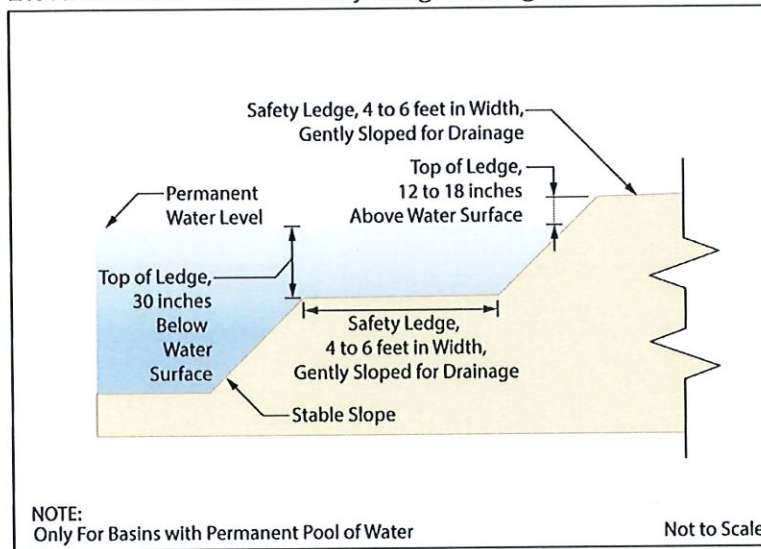 Safety Ledge, 4 to 6 feet in Width,
Gently Sloped for Drainage
Top of Ledge,
12 to 18 inches
Above Water Surface
Permanent
Water Level
Top of Ledge,
30 inches
Below
Water
Surface
Safety Ledge,
4 to 6 feet in Width,
Gently Sloped for Drainage
Stable Slope
NOTE:
Only For Basins with Permanent Pool of Water
Not to Scale